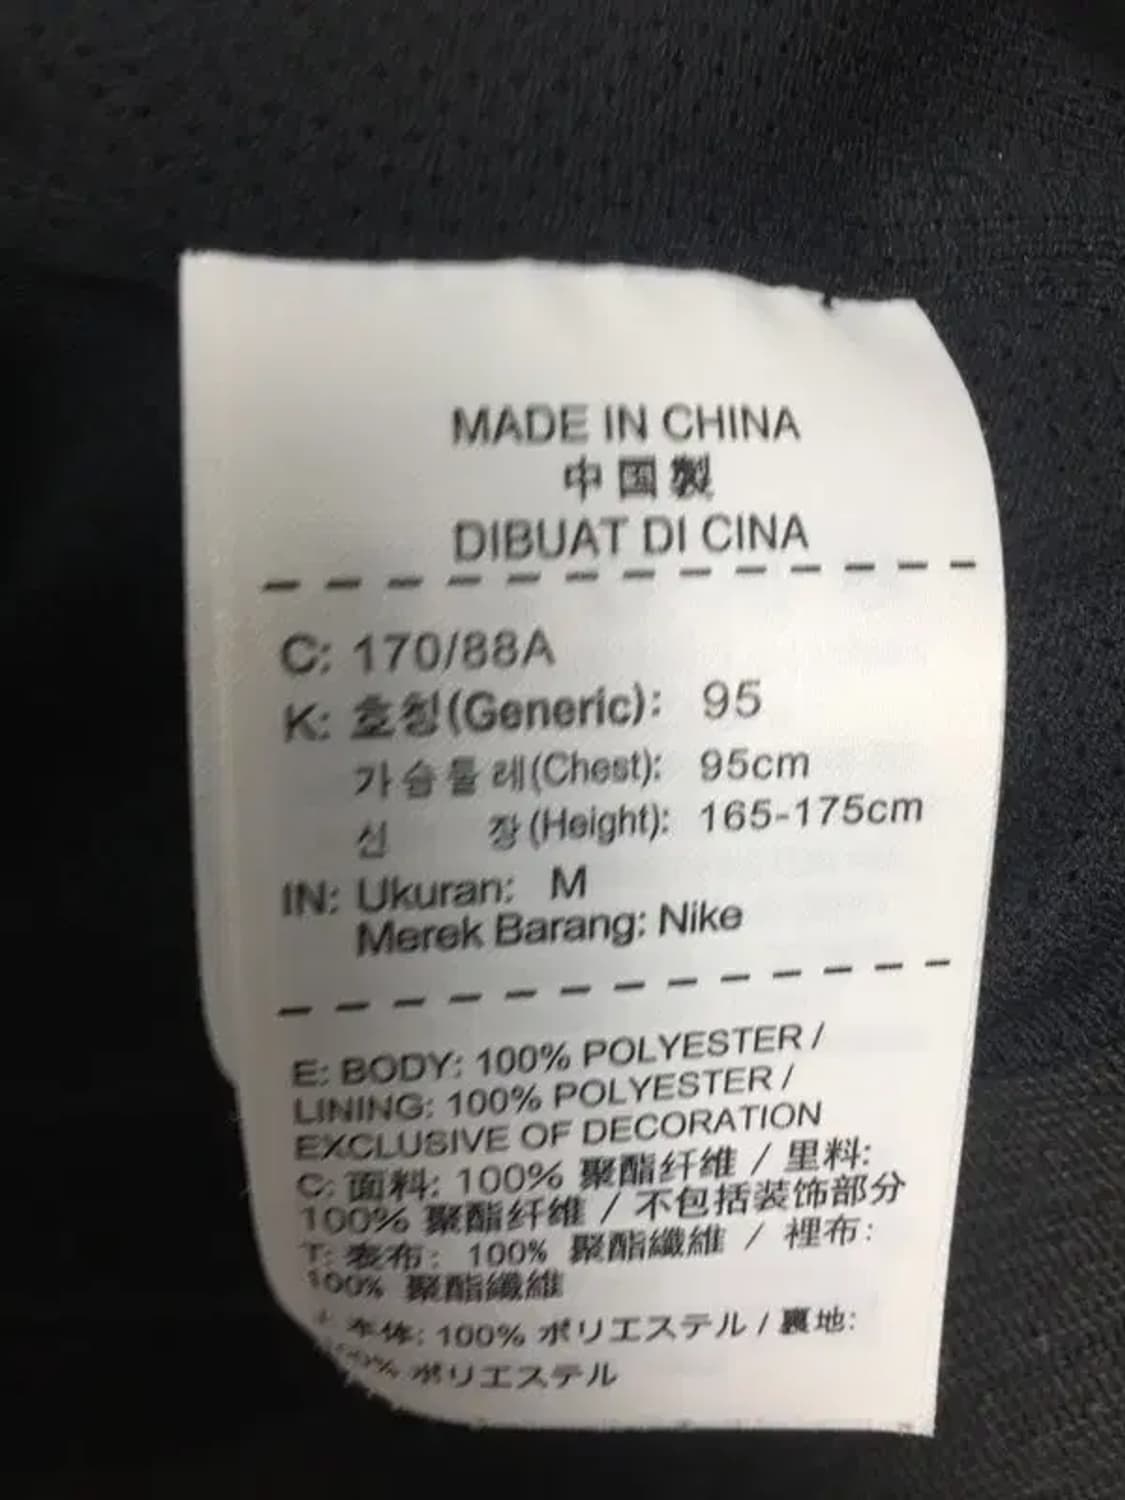 MADE IN CHINA
中国製
DIBUAT DI CINA
C: 170/88A
K: 호칭(Generic): 95
가슴둘레(Chest): 95cm
신 장(Height): 165-175cm
IN: Ukuran: M
Merek Barang: Nike
E: BODY: 100% POLYESTER /
LINING: 100% POLYESTER /
EXCLUSIVE OF DECORATION
C: 面料: 100% 聚酯纤维 / 里料:
100% 聚酯纤维 / 不包括装饰部分
T: 表布: 100% 聚酯纖維 / 裡布:
100% 聚酯纖維
本体: 100% ポリエステル / 裏地:
100% ポリエステル